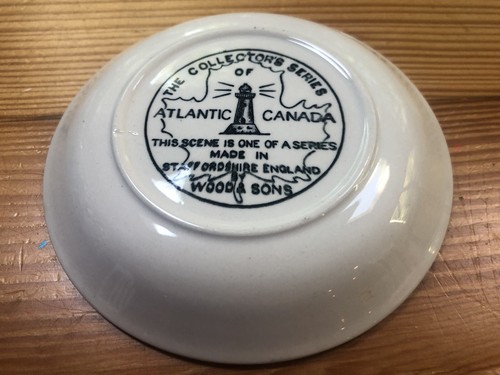 THE COLLECTOR'S SERIES
OF
ATLANTIC CANADA
THIS SCENE IS ONE OF A SERIES
MADE IN
STAFFORDSHIRE ENGLAND
WOOD & SONS